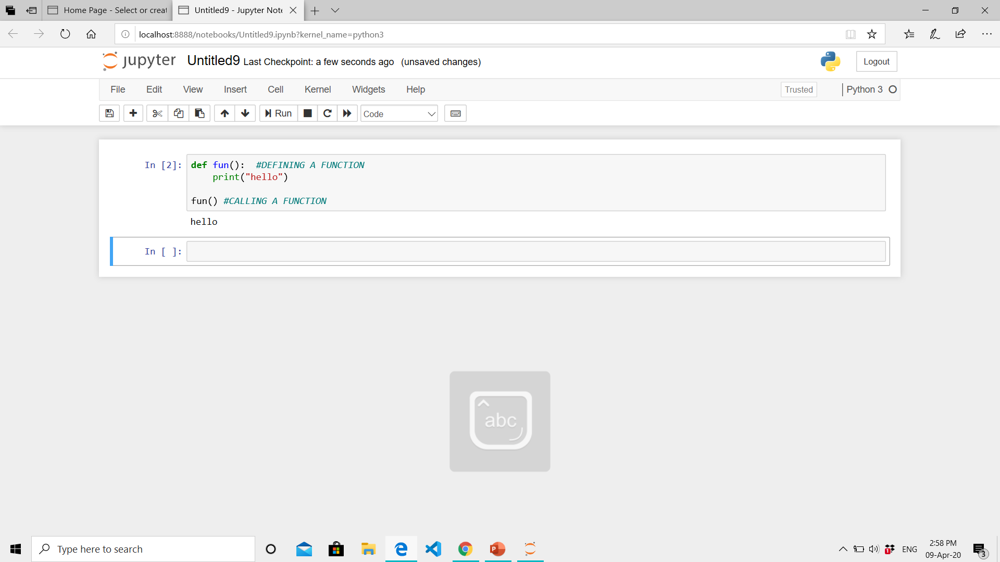 Home Page - Select or creat
Untitled9 - Jupyter Note
localhost:8888/notebooks/Untitled9.ipynb?kernel_name=python3
jupyter Untitled9 Last Checkpoint: a few seconds ago (unsaved changes)
Logout
File Edit View Insert Cell Kernel Widgets Help
Trusted Python 3
Run Code
In [2]: def fun():  #DEFINING A FUNCTION
print("hello")
fun() #CALLING A FUNCTION
hello
In [ ]:
abc
Type here to search
P
1
ENG
2:58 PM
09-Apr-20
3